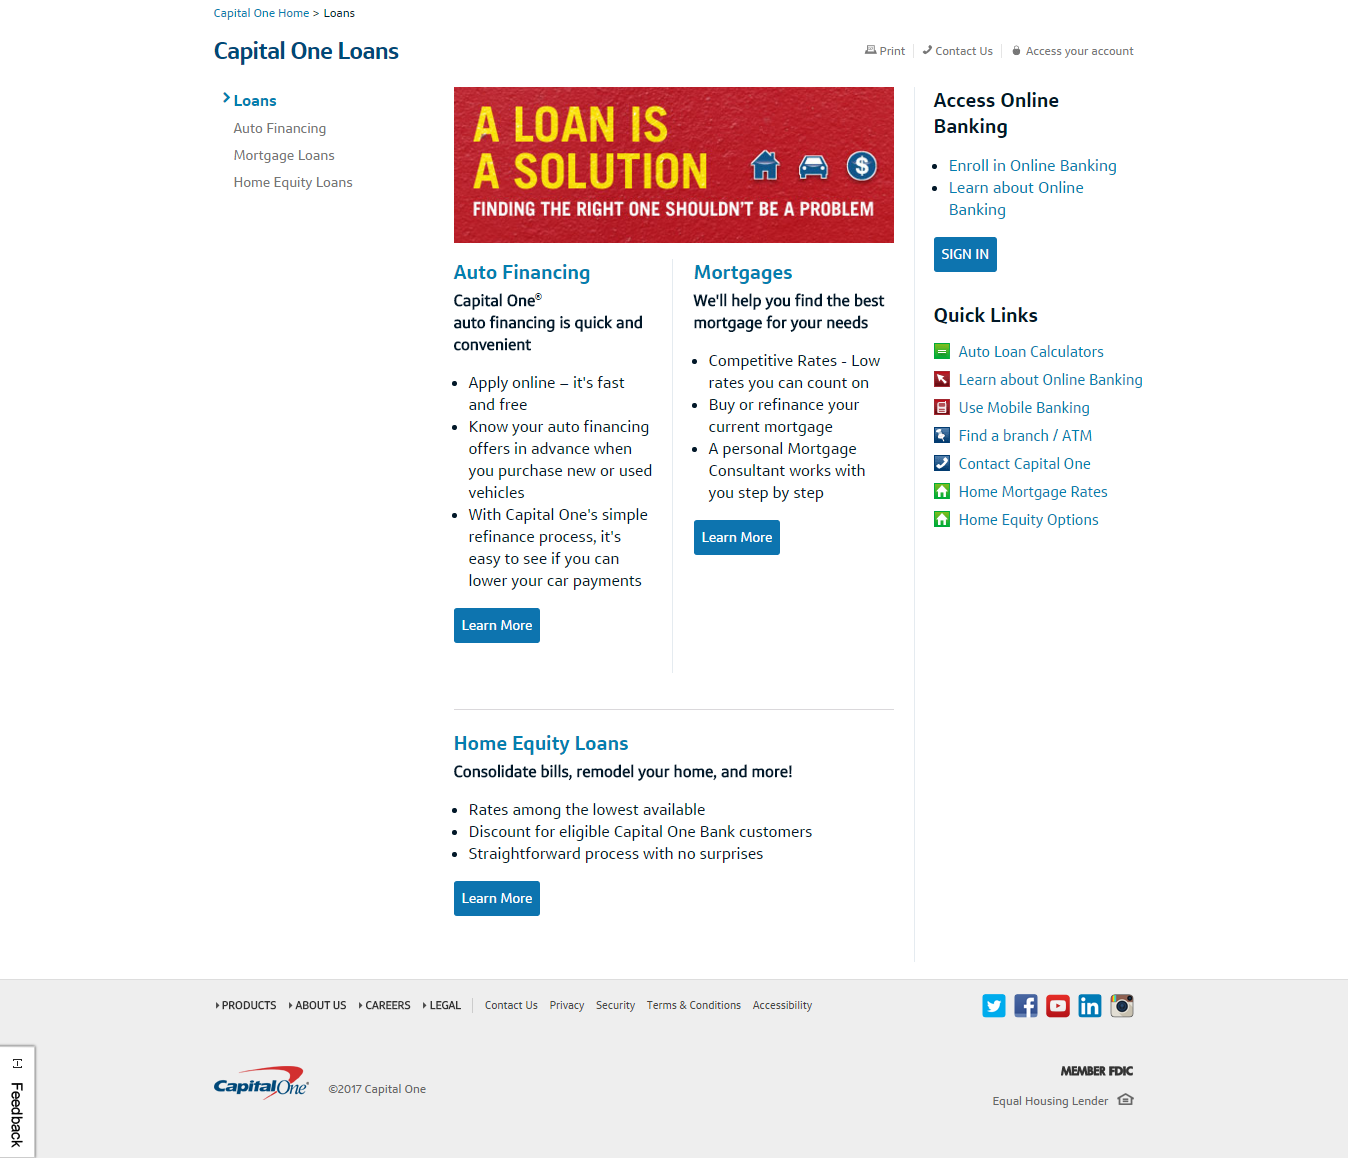 Capital One Home > Loans
Capital One Loans
Print
Contact Us
Access your account
Loans
Auto Financing
Mortgage Loans
Home Equity Loans
A LOAN IS
A SOLUTION
FINDING THE RIGHT ONE SHOULDN'T BE A PROBLEM
Auto Financing
Capital One®
auto financing is quick and
convenient
Apply online – it's fast
and free
Know your auto financing
offers in advance when
you purchase new or used
vehicles
With Capital One's simple
refinance process, it's
easy to see if you can
lower your car payments
Learn More
Mortgages
We'll help you find the best
mortgage for your needs
Competitive Rates - Low
rates you can count on
Buy or refinance your
current mortgage
A personal Mortgage
Consultant works with
you step by step
Learn More
Home Equity Loans
Consolidate bills, remodel your home, and more!
Rates among the lowest available
Discount for eligible Capital One Bank customers
Straightforward process with no surprises
Learn More
Access Online
Banking
Enroll in Online Banking
Learn about Online
Banking
SIGN IN
Quick Links
Auto Loan Calculators
Learn about Online Banking
Use Mobile Banking
Find a branch / ATM
Contact Capital One
Home Mortgage Rates
Home Equity Options
PRODUCTS ABOUT US CAREERS LEGAL Contact Us Privacy Security Terms & Conditions Accessibility
[-] Feedback
Capital One ©2017 Capital One
MEMBER FDIC
Equal Housing Lender